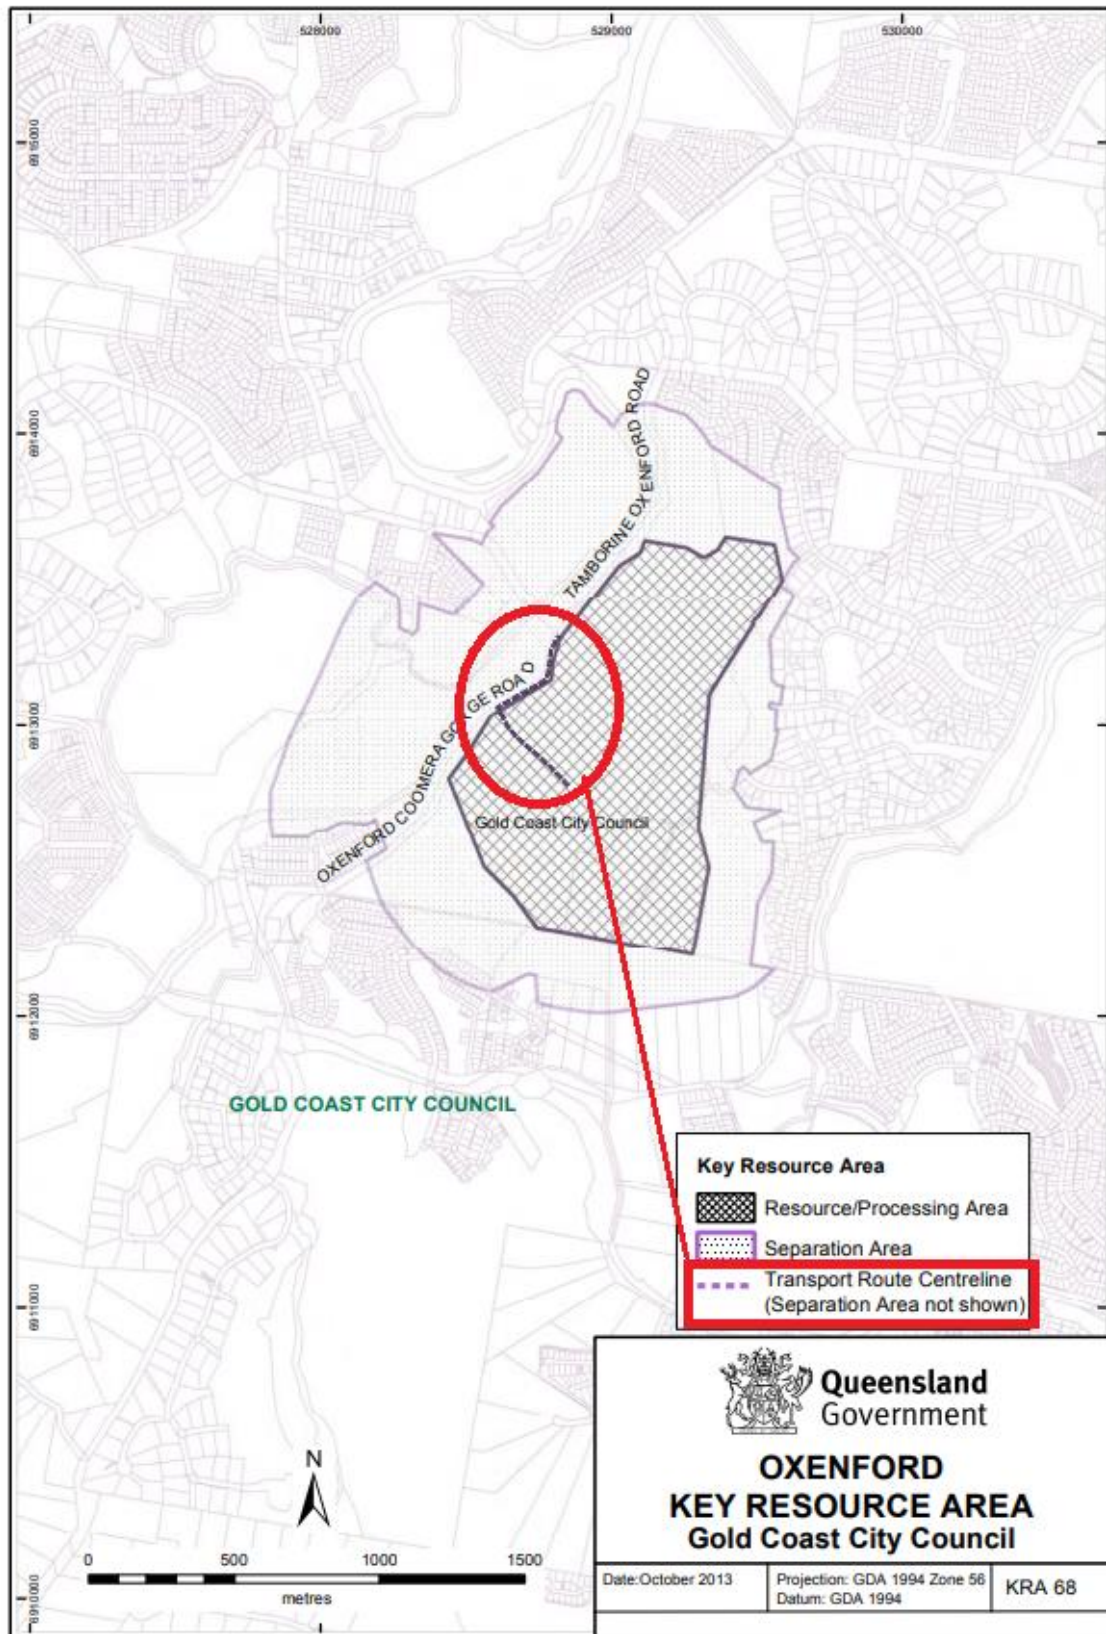 528000
529000
530000
6915000
6914000
6913000
6912000
6911000
6910000
TAMBORINE OXENFORD ROAD
OXENFORD COOMERA GORGE ROAD
Gold Coast City Council
GOLD COAST CITY COUNCIL
Key Resource Area
Resource/Processing Area
Separation Area
Transport Route Centreline
(Separation Area not shown)
Queensland
Government
OXENFORD
KEY RESOURCE AREA
Gold Coast City Council
Date:October 2013
Projection: GDA 1994 Zone 56
Datum: GDA 1994
KRA 68
N
0 500 1000 1500
metres